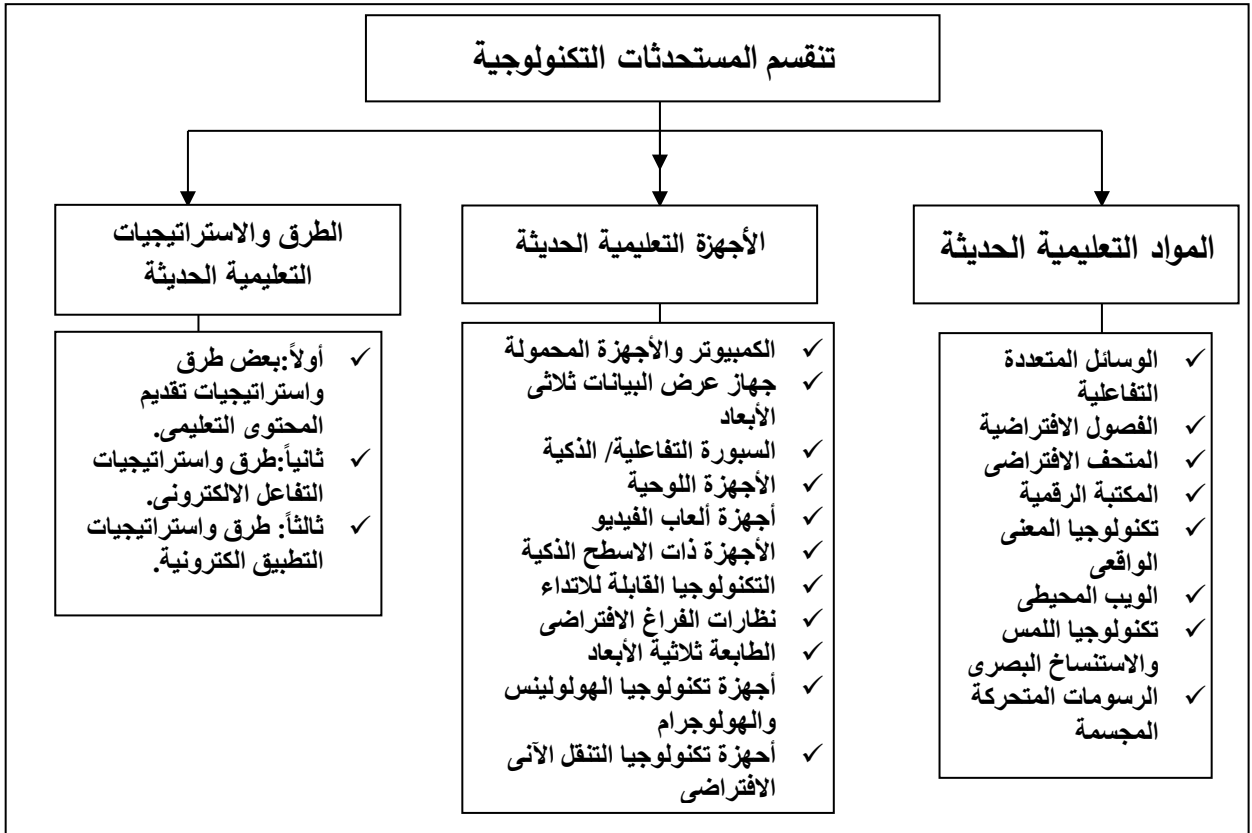 تنقسم المستحدثات التكنولوجية
المواد التعليمية الحديثة
✓ الوسائل المتعددة
التفاعلية
✓ الفصول الافتراضية
✓ المتحف الافتراضى
✓ المكتبة الرقمية
✓ تكنولوجيا المعنى
الواقعى
✓ الويب المحيطى
✓ تكنولوجيا اللمس
والاستنساخ البصرى
✓ الرسومات المتحركة
المجسمة
الأجهزة التعليمية الحديثة
✓ الكمبيوتر والأجهزة المحمولة
✓ جهاز عرض البيانات ثلاثى
الأبعاد
✓ السبورة التفاعلية/ الذكية
✓ الأجهزة اللوحية
✓ أجهزة ألعاب الفيديو
✓ الأجهزة ذات الاسطح الذكية
✓ التكنولوجيا القابلة للاتداء
✓ نظارات الفراغ الافتراضى
✓ الطابعة ثلاثية الأبعاد
✓ أجهزة تكنولوجيا الهولولينس
والهولوجرام
✓ أحهزة تكنولوجيا التنقل الآنى
الافتراضى
الطرق والاستراتيجيات
التعليمية الحديثة
✓ أولاً:بعض طرق
واستراتيجيات تقديم
المحتوى التعليمى.
✓ ثانياً:طرق واستراتيجيات
التفاعل الالكترونى.
✓ ثالثاً: طرق واستراتيجيات
التطبيق الكترونية.